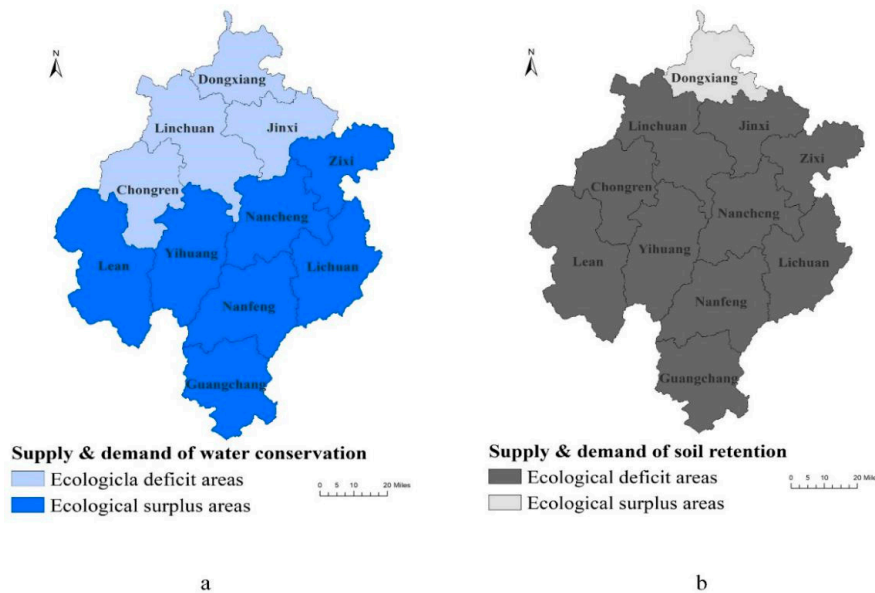 N
Dongxiang
Linchuan
Jinxi
Zixi
Chongren
Nancheng
Yihuang
Lean
Lichuan
Nanfeng
Guangchang
Supply & demand of water conservation
Ecologicla deficit areas
Ecological surplus areas
0 5 10 20 Miles
a
N
Dongxiang
Linchuan
Jinxi
Zixi
Chongren
Nancheng
Yihuang
Lean
Lichuan
Nanfeng
Guangchang
Supply & demand of soil retention
Ecological deficit areas
Ecological surplus areas
0 5 10 20 Miles
b